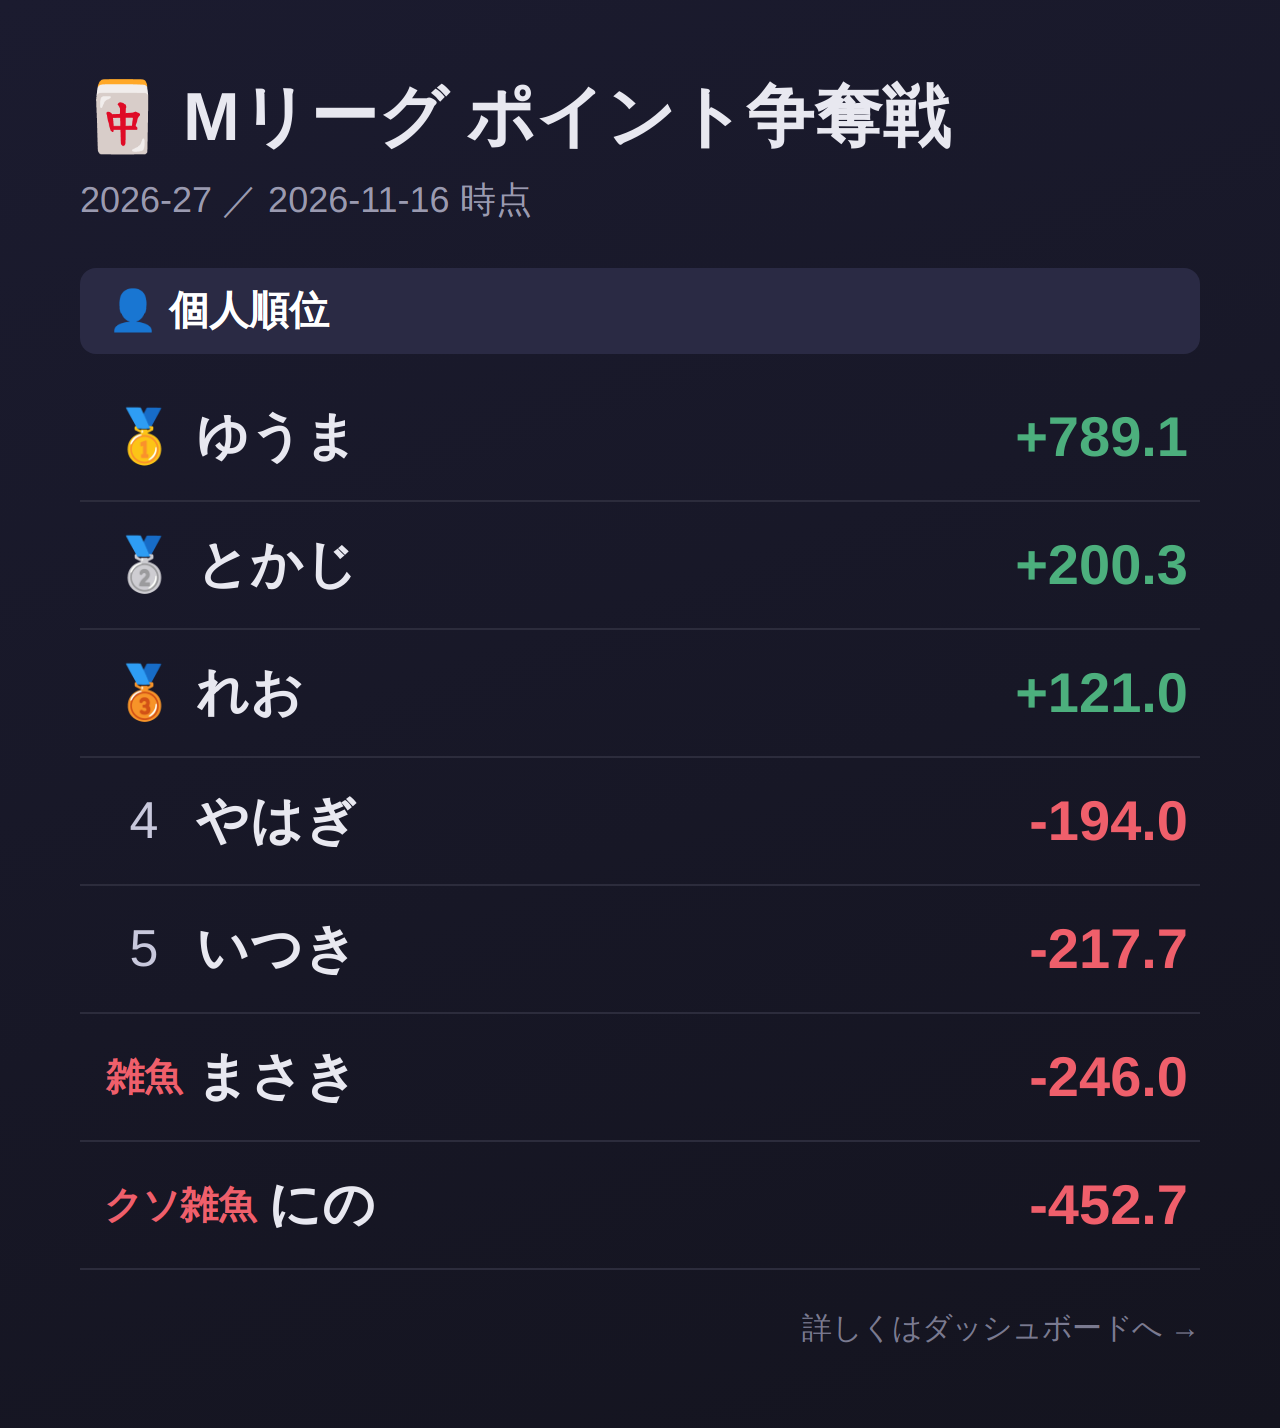 🀄 Mリーグ ポイント争奪戦
2026-27 ／ 2026-11-16 時点
👤 個人順位
🥇 ゆうま +789.1
🥈 とかじ +200.3
🥉 れお +121.0
4 やはぎ -194.0
5 いつき -217.7
雑魚 まさき -246.0
クソ雑魚 にの -452.7
詳しくはダッシュボードへ →